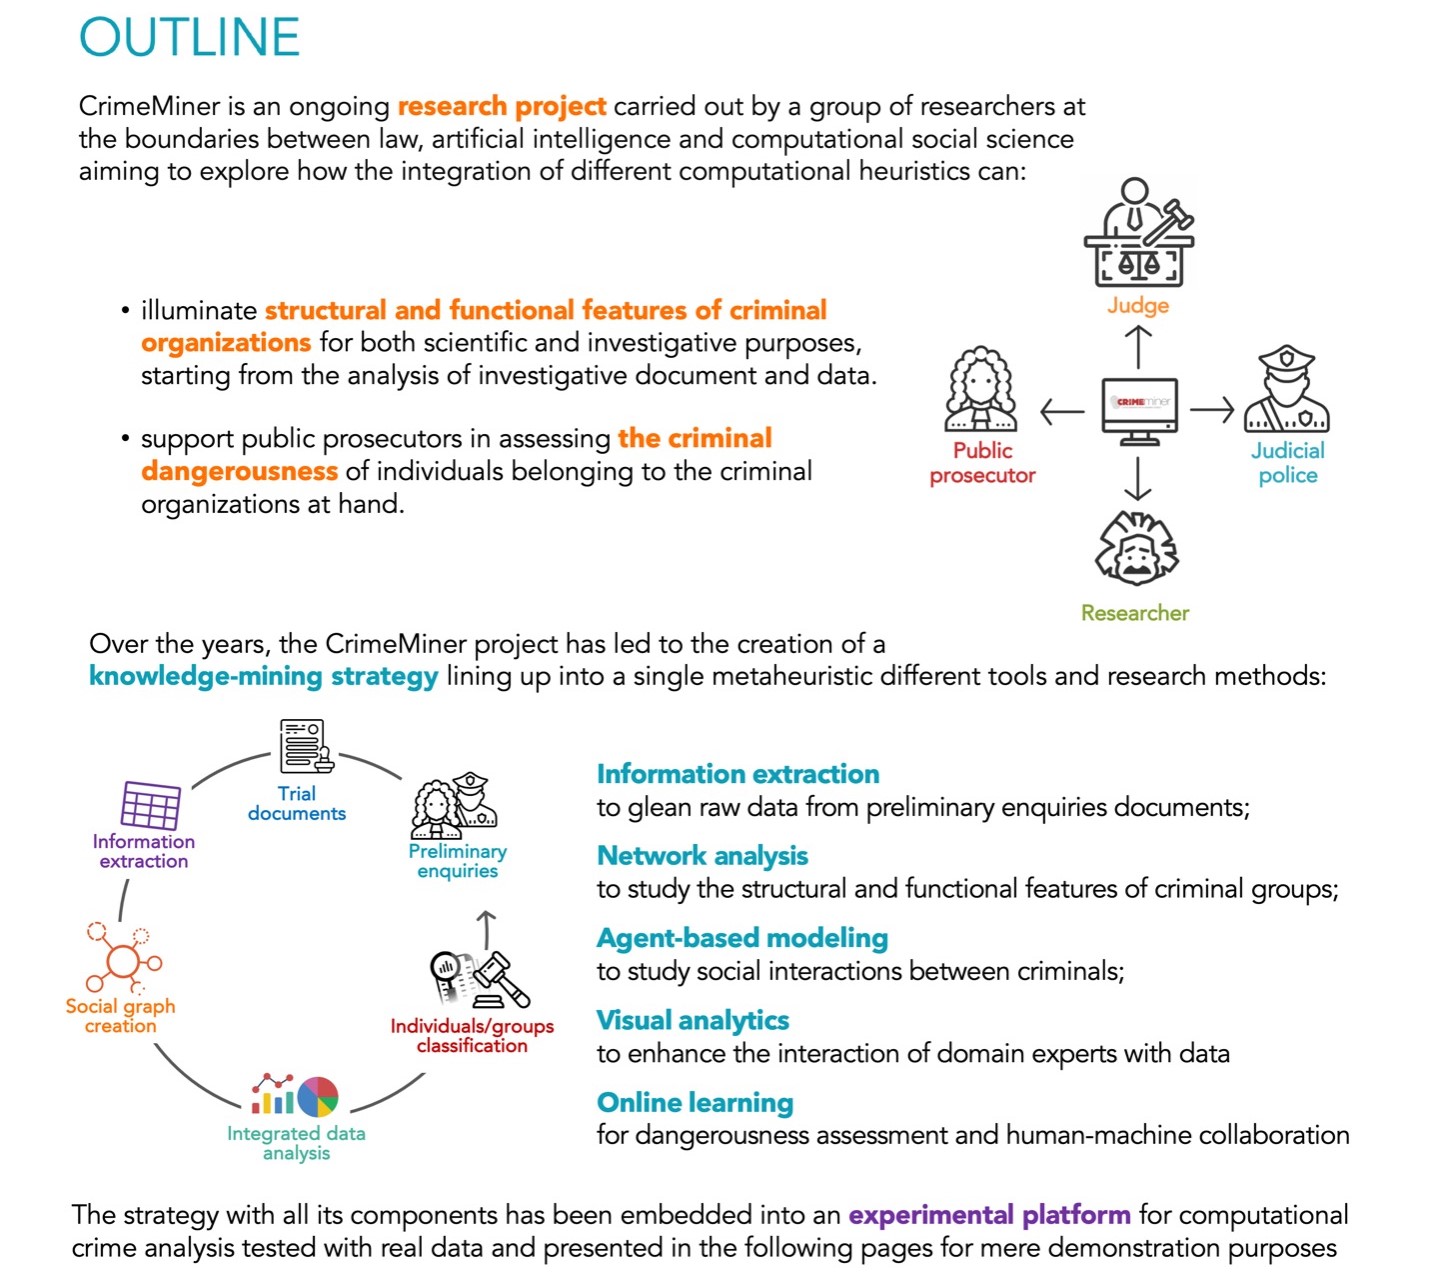 OUTLINE
CrimeMiner is an ongoing research project carried out by a group of researchers at
the boundaries between law, artificial intelligence and computational social science
aiming to explore how the integration of different computational heuristics can:
• illuminate structural and functional features of criminal
organizations for both scientific and investigative purposes,
starting from the analysis of investigative document and data.
• support public prosecutors in assessing the criminal
dangerousness of individuals belonging to the criminal
organizations at hand.
Judge
Public
prosecutor
CRIMEminer
Judicial
police
Researcher
Over the years, the CrimeMiner project has led to the creation of a
knowledge-mining strategy lining up into a single metaheuristic different tools and research methods:
Trial
documents
Preliminary
enquiries
Information
extraction
Social graph
creation
Individuals/groups
classification
Integrated data
analysis
Information extraction
to glean raw data from preliminary enquiries documents;
Network analysis
to study the structural and functional features of criminal groups;
Agent-based modeling
to study social interactions between criminals;
Visual analytics
to enhance the interaction of domain experts with data
Online learning
for dangerousness assessment and human-machine collaboration
The strategy with all its components has been embedded into an experimental platform for computational
crime analysis tested with real data and presented in the following pages for mere demonstration purposes